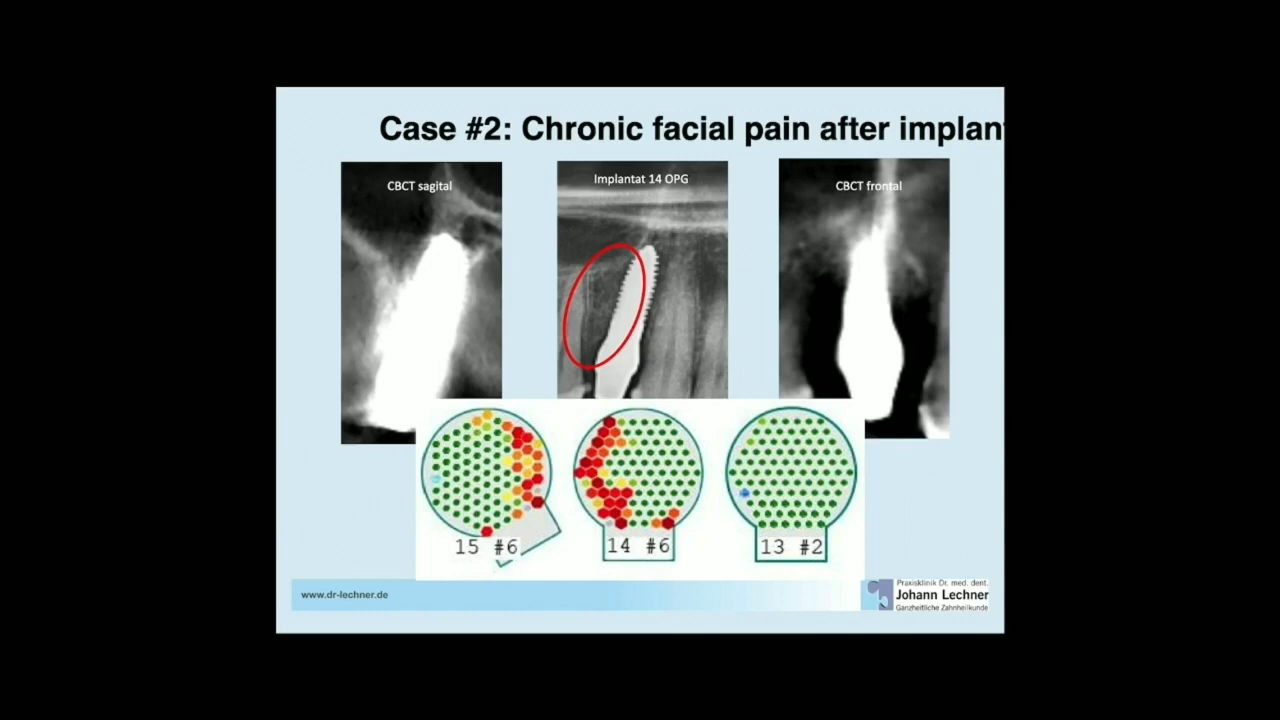 Case #2: Chronic facial pain after implan
CBCT sagital
Implantat 14 OPG
CBCT frontal
15 #6
14 #6
13 #2
www.dr-lechner.de
Praxisklinik Dr. med. dent.
Johann Lechner
Ganzheitliche Zahnheilkunde